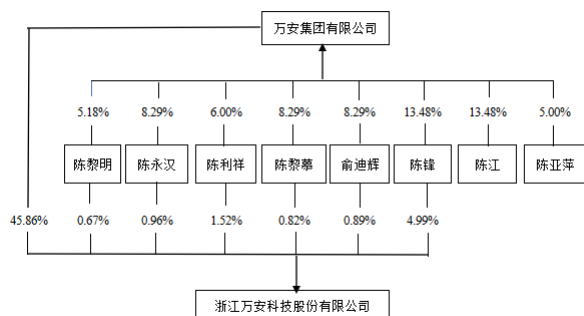 万安集团有限公司
5.18% 8.29% 6.00% 8.29% 8.29% 13.48% 13.48% 5.00%
陈黎明 陈永汉 陈利祥 陈黎慕 俞迪辉 陈锋 陈江 陈亚萍
45.86% 0.67% 0.96% 1.52% 0.82% 0.89% 4.99%
浙江万安科技股份有限公司